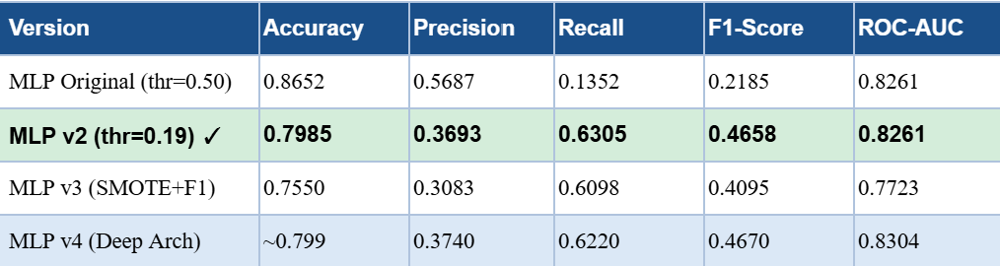 Version Accuracy Precision Recall F1-Score ROC-AUC
MLP Original (thr=0.50) 0.8652 0.5687 0.1352 0.2185 0.8261
MLP v2 (thr=0.19) ✓ 0.7985 0.3693 0.6305 0.4658 0.8261
MLP v3 (SMOTE+F1) 0.7550 0.3083 0.6098 0.4095 0.7723
MLP v4 (Deep Arch) ~0.799 0.3740 0.6220 0.4670 0.8304